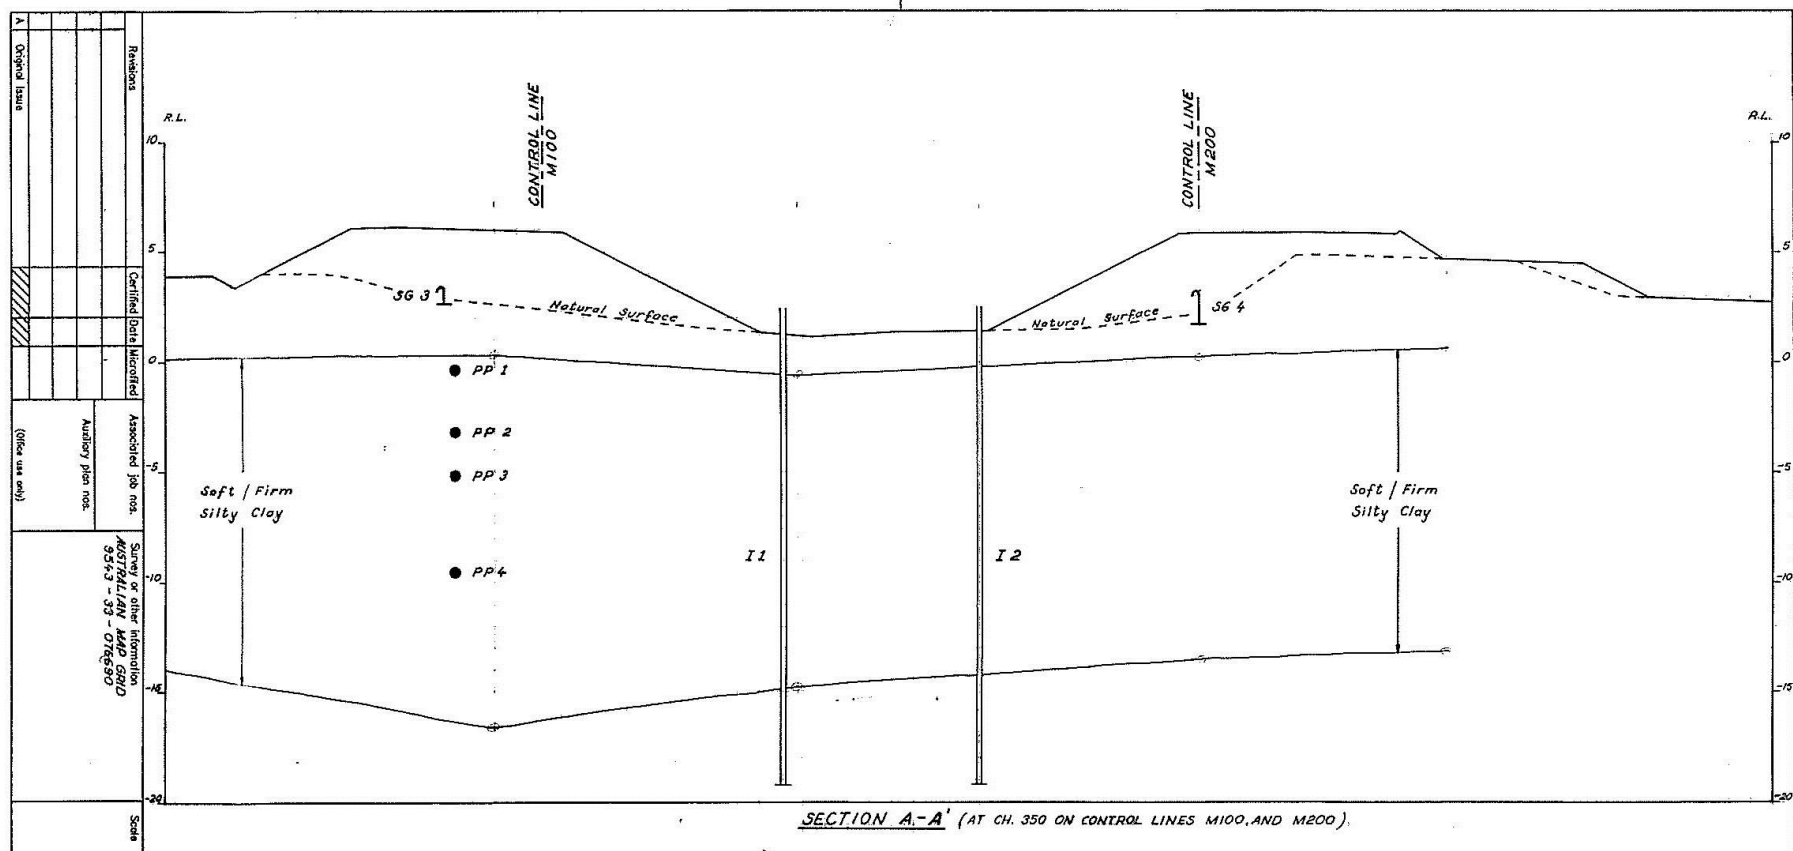 A Original Issue
Revisions
Certified Date Microfilmed
Associated job nos.
Auxiliary plan nos.
(Office use only)
Survey or other information
AUSTRALIAN MAP GRID
Scale
R.L.
10
5
0
-5
-10
-15
-20
CONTROL LINE
M100
CONTROL LINE
M200
R.L.
10
5
0
-5
-10
-15
-20
SG 3
Natural Surface
Natural Surface
SG 4
PP 1
PP 2
PP 3
PP 4
Soft / Firm
Silty Clay
I 1
I 2
Soft / Firm
Silty Clay
SECTION A-A' (AT CH. 350 ON CONTROL LINES M100, AND M200).